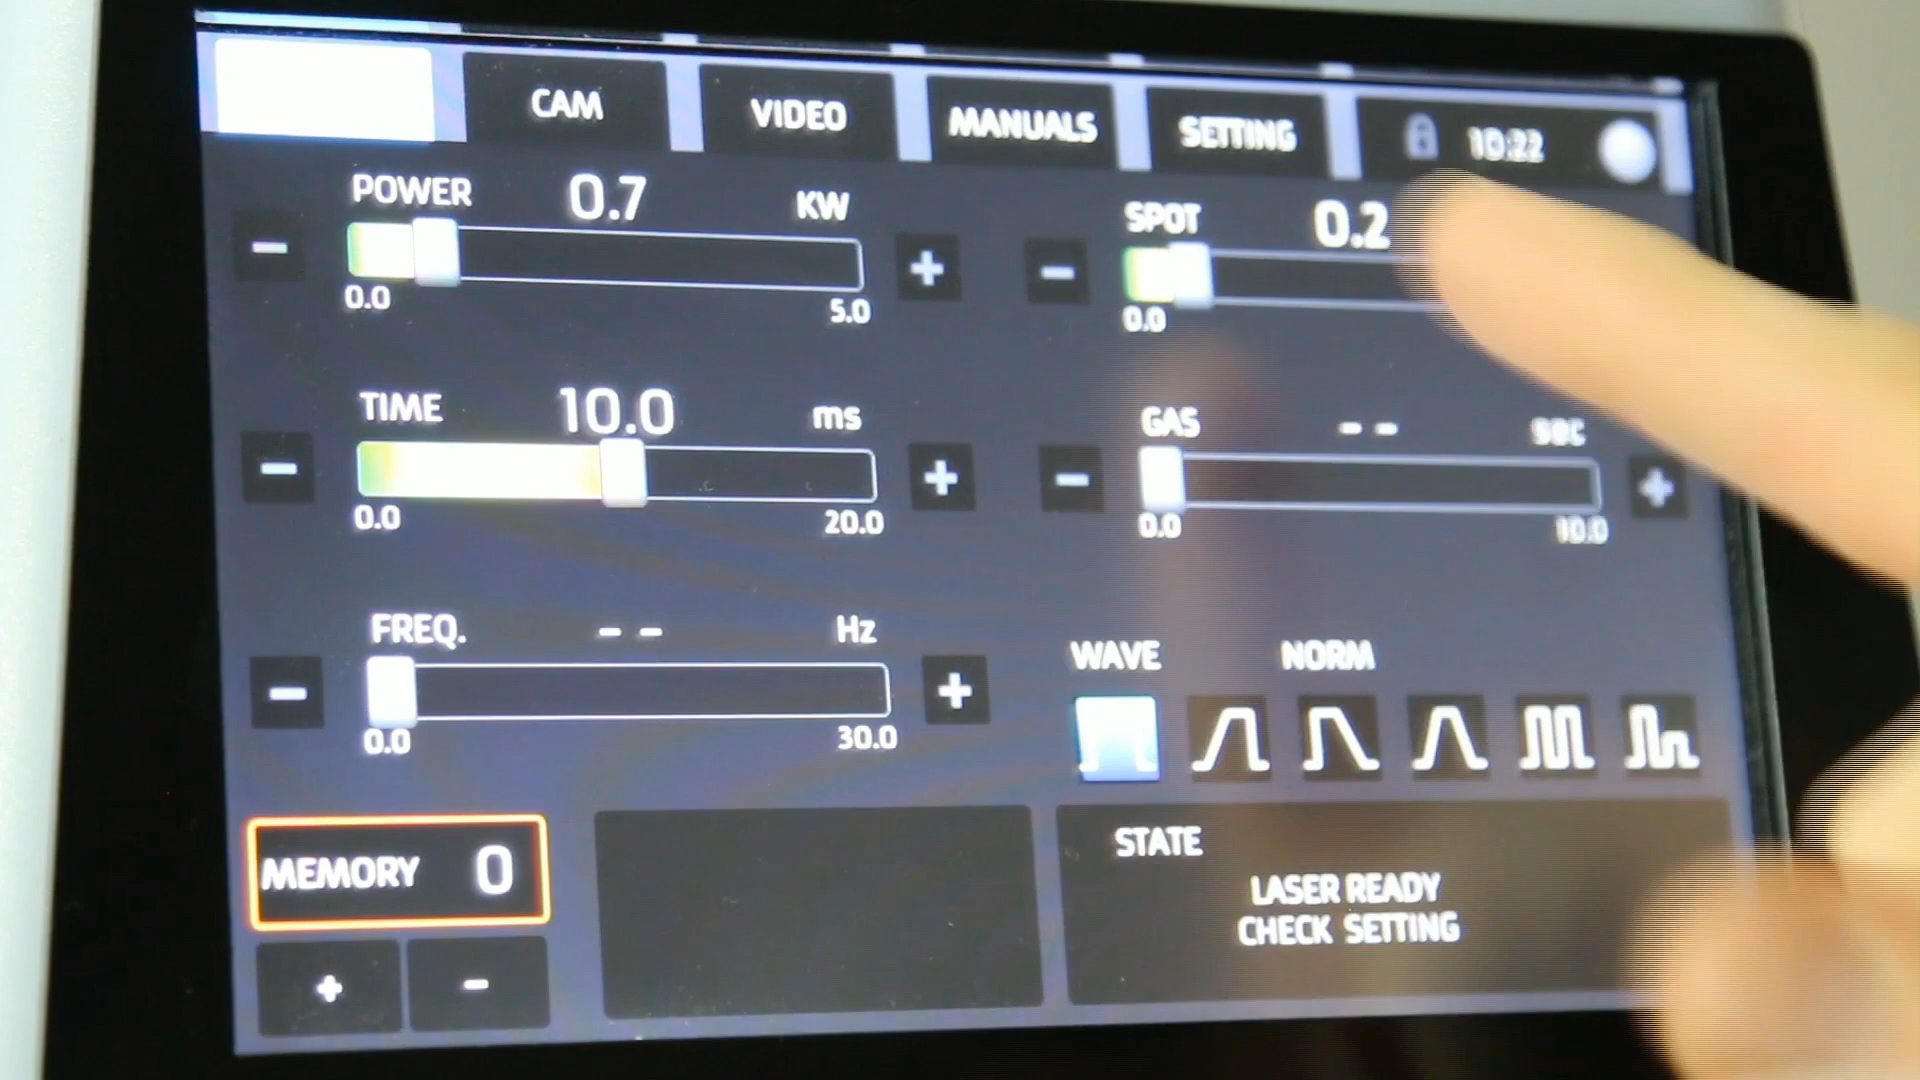 CAM VIDEO MANUALS SETTING 10:22
POWER 0.7 KW
0.0 5.0
SPOT 0.2
0.0
TIME 10.0 ms
0.0 20.0
GAS -- sec
0.0 10.0
FREQ. -- Hz
0.0 30.0
WAVE NORM
MEMORY 0
+ -
STATE
LASER READY
CHECK SETTING